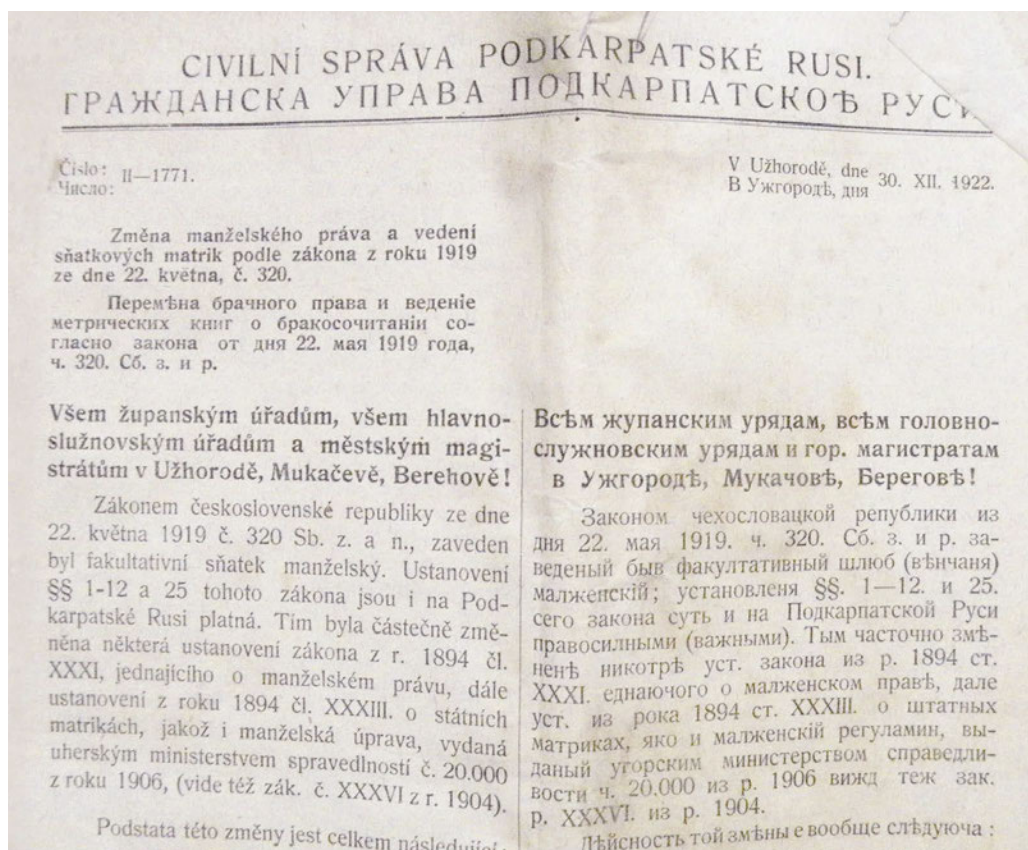 CIVILNÍ SPRÁVA PODKARPATSKÉ RUSI.
ГРАЖДАНСКА УПРАВА ПОДКАРПАТСКОѢ
Číslo: II—1771.
Число:
V Užhorodě, dne 30. XII. 1922.
В Ужгородѣ, дня
Změna manželského práva a vedení
sňatkových matrik podle zákona z roku 1919
ze dne 22. května, č. 320.
Перемѣна брачного права и веденіе
метрических книг о бракосочитаніи со-
гласно закона от дня 22. мая 1919 года,
ч. 320. Сб. з. и р.
Všem županským úřadům, všem hlavno-
služnovským úřadům a městským magi-
strátům v Užhorodě, Mukačevě, Berehově!
Zákonem československé republiky ze dne
22. května 1919 č. 320 Sb. z. a n., zaveden
byl fakultativní sňatek manželský. Ustanovení
§§ 1-12 a 25 tohoto zákona jsou i na Pod-
karpatské Rusi platná. Tím byla částečně změ-
něna některá ustanovení zákona z r. 1894 čl.
XXXI, jednajícího o manželském právu, dále
ustanovení z roku 1894 čl. XXXIII. o státních
matrikách, jakož i manželská úprava, vydaná
uherským ministerstvem spravedlností č. 20.000
z roku 1906, (vide též zák. č. XXXVI z r. 1904).
Podstata této změny jest celkem následující:
Всѣм жупанским урядам, всѣм головно-
служновским урядам и гор. магистратам
в Ужгородѣ, Мукачовѣ, Береговѣ!
Законом чехословацкой републики из
дня 22. мая 1919. ч. 320. Сб. з. и р. за-
веденый быв факултативный шлюб (вѣнчаня)
малженскій; установленя §§. 1—12. и 25.
сего закона суть и на Подкарпатской Руси
правосилными (важными). Тым часточно змѣ-
ненѣ никотрѣ уст. закона из р. 1894 ст.
XXXI. еднаючого о малженском правѣ, дале
уст. из рока 1894 ст. XXXIII. о штатных
матриках, яко и малженскій регуламин, вы-
даный угорским министерством справедли-
вости ч. 20.000 из р. 1906 вижд теж зак.
р. XXXVI. из р. 1904.
Дѣйсность той змѣны е вообще слѣдуюча :